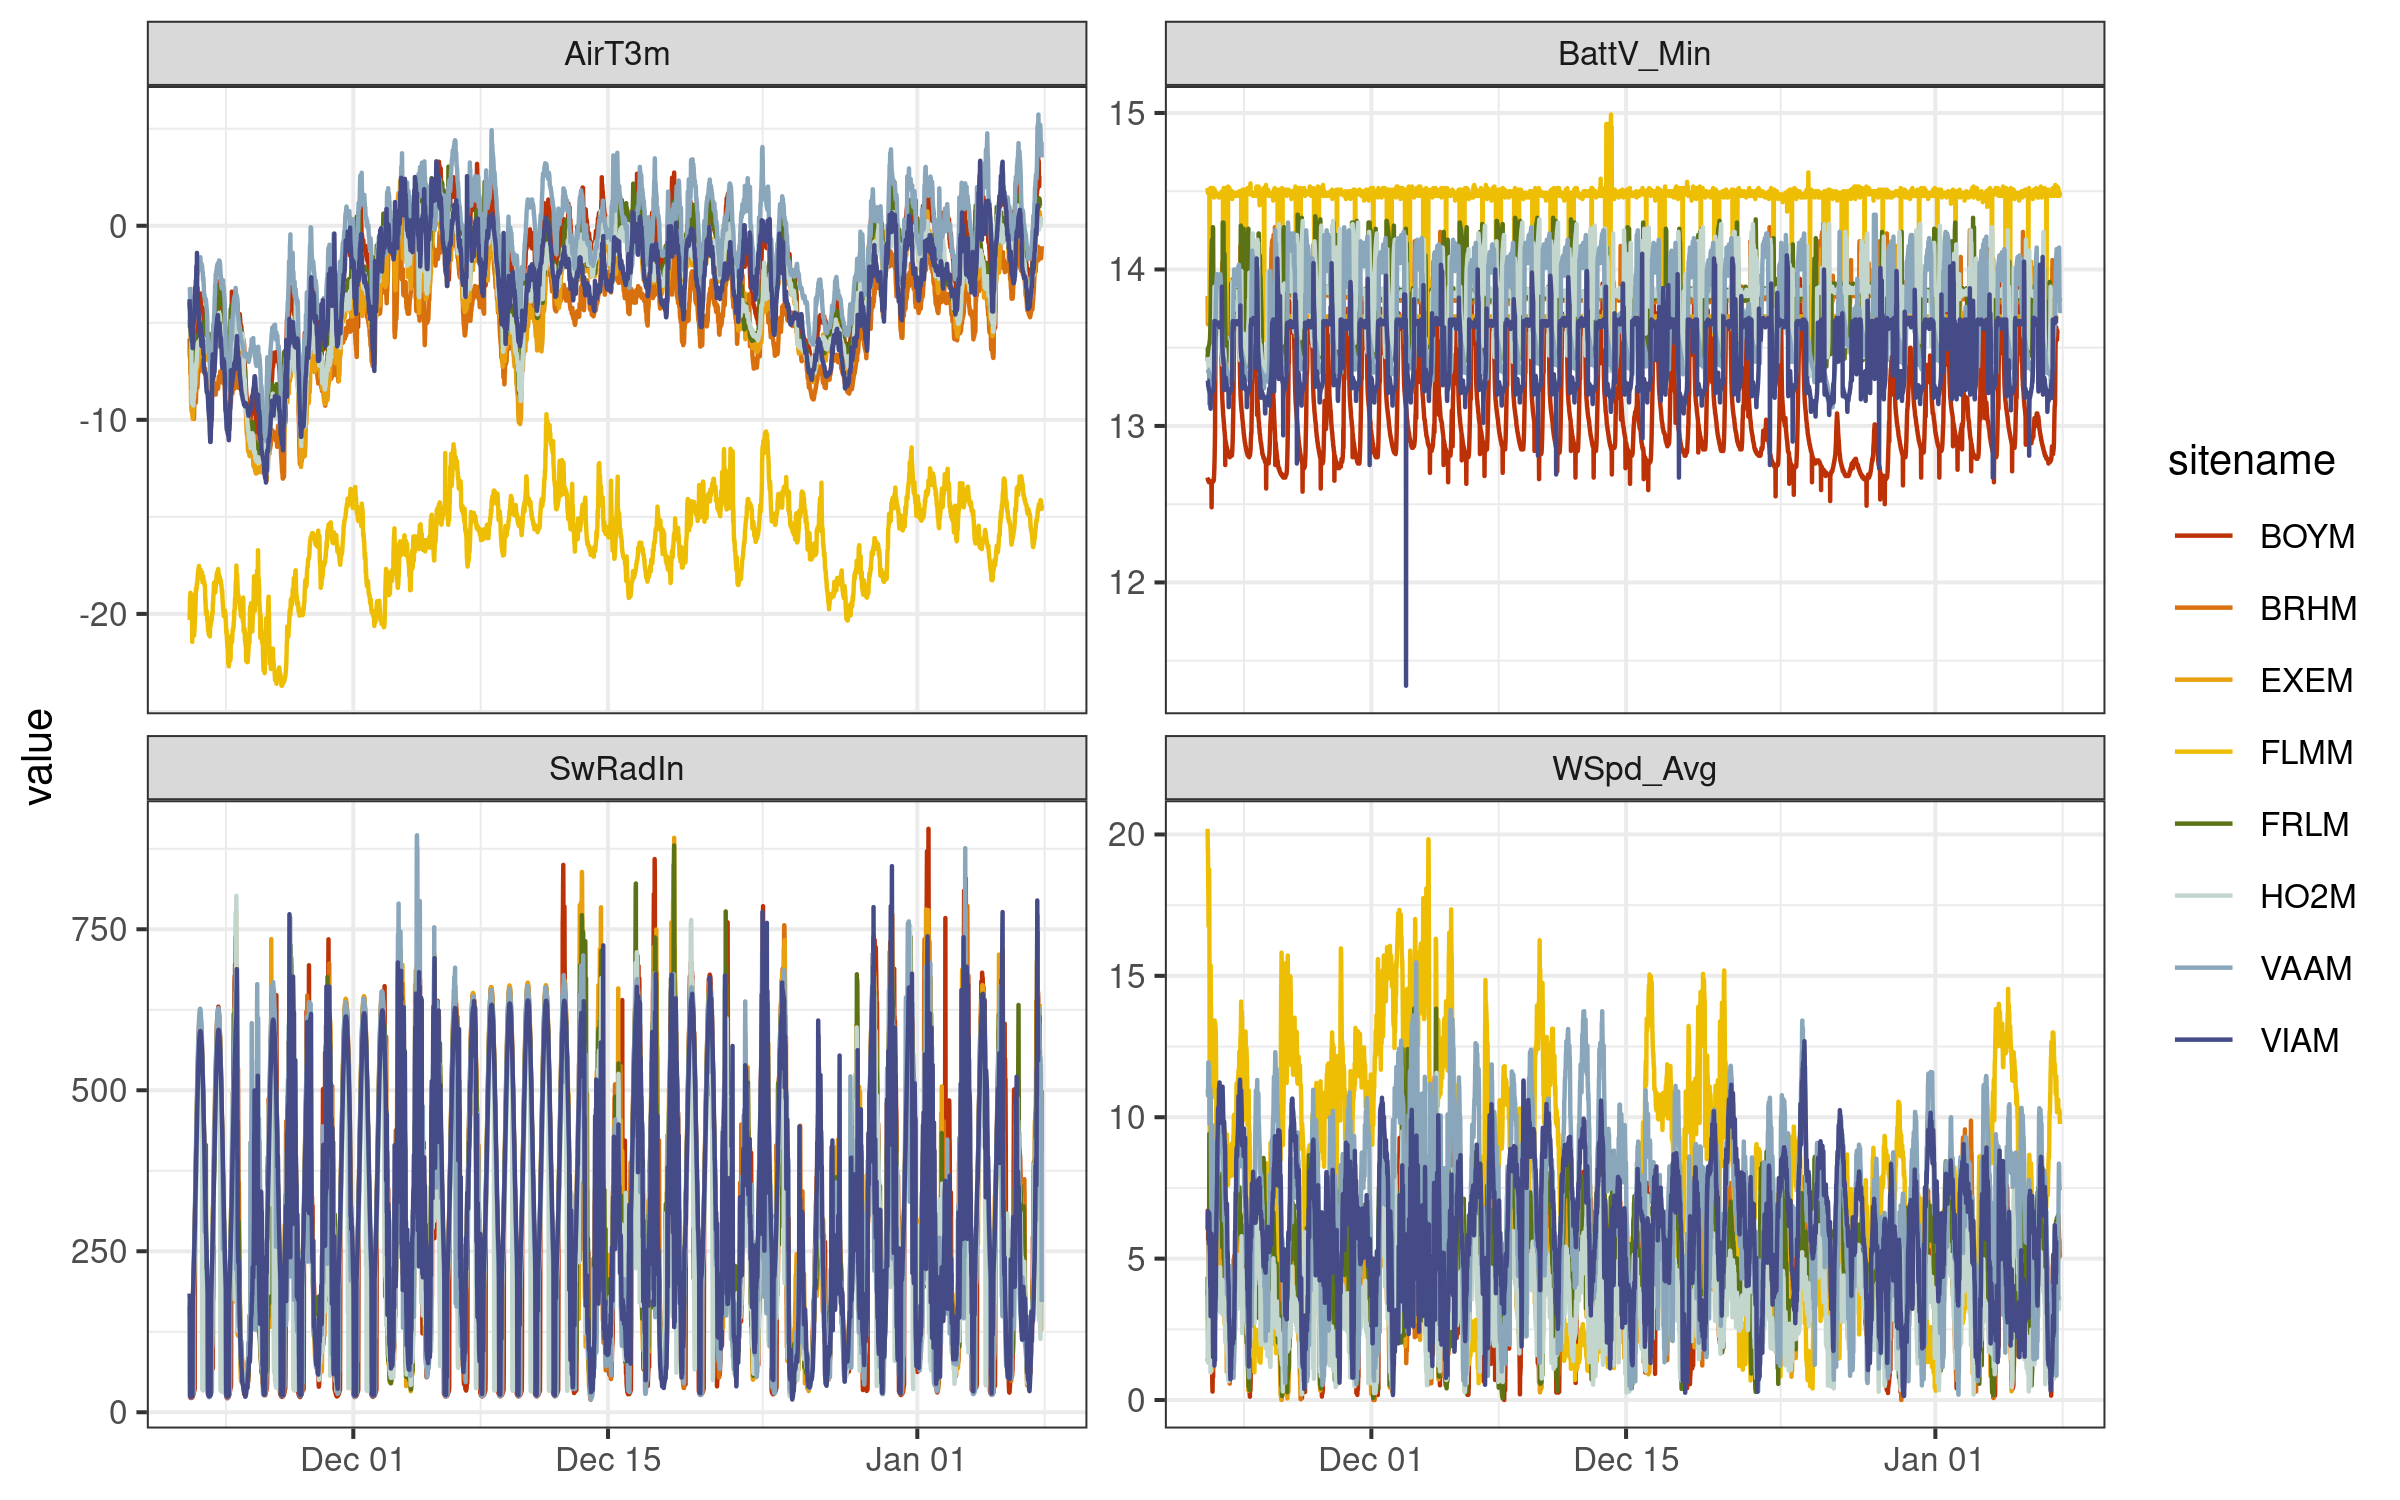 AirT3m
BattV_Min
0
-10
-20
15
14
13
12
value
SwRadIn
WSpd_Avg
750
500
250
0
20
15
10
5
0
Dec 01 Dec 15 Jan 01
Dec 01 Dec 15 Jan 01
sitename
BOYM
BRHM
EXEM
FLMM
FRLM
HO2M
VAAM
VIAM